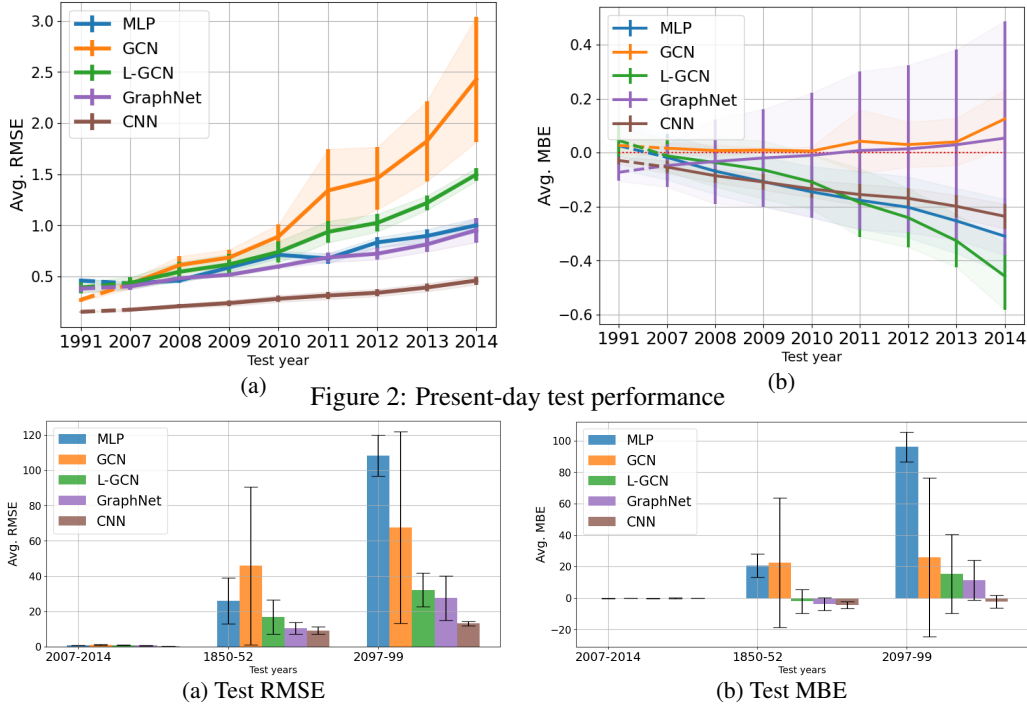 3.0
2.5
2.0
1.5
1.0
0.5
Avg. RMSE
MLP
GCN
L-GCN
GraphNet
CNN
1991 2007 2008 2009 2010 2011 2012 2013 2014
Test year
(a)
0.4
0.2
0.0
−0.2
−0.4
−0.6
Avg. MBE
MLP
GCN
L-GCN
GraphNet
CNN
1991 2007 2008 2009 2010 2011 2012 2013 2014
Test year
(b)
Figure 2: Present-day test performance
120
100
80
60
40
20
0
Avg. RMSE
MLP
GCN
L-GCN
GraphNet
CNN
2007-2014 1850-52 2097-99
Test years
(a) Test RMSE
100
80
60
40
20
0
−20
Avg. MBE
MLP
GCN
L-GCN
GraphNet
CNN
2007-2014 1850-52 2097-99
Test years
(b) Test MBE